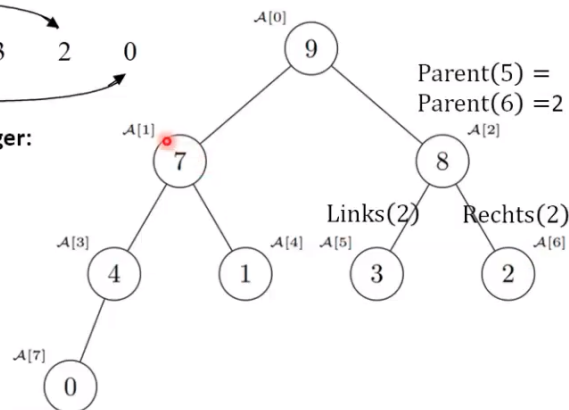 A[0]
3 2 0
9
Parent(5) =
Parent(6) =2
ger:
A[1]
A[2]
7
8
Links(2)
Rechts(2)
A[3]
A[4]
A[5]
A[6]
4
1
3
2
A[7]
0